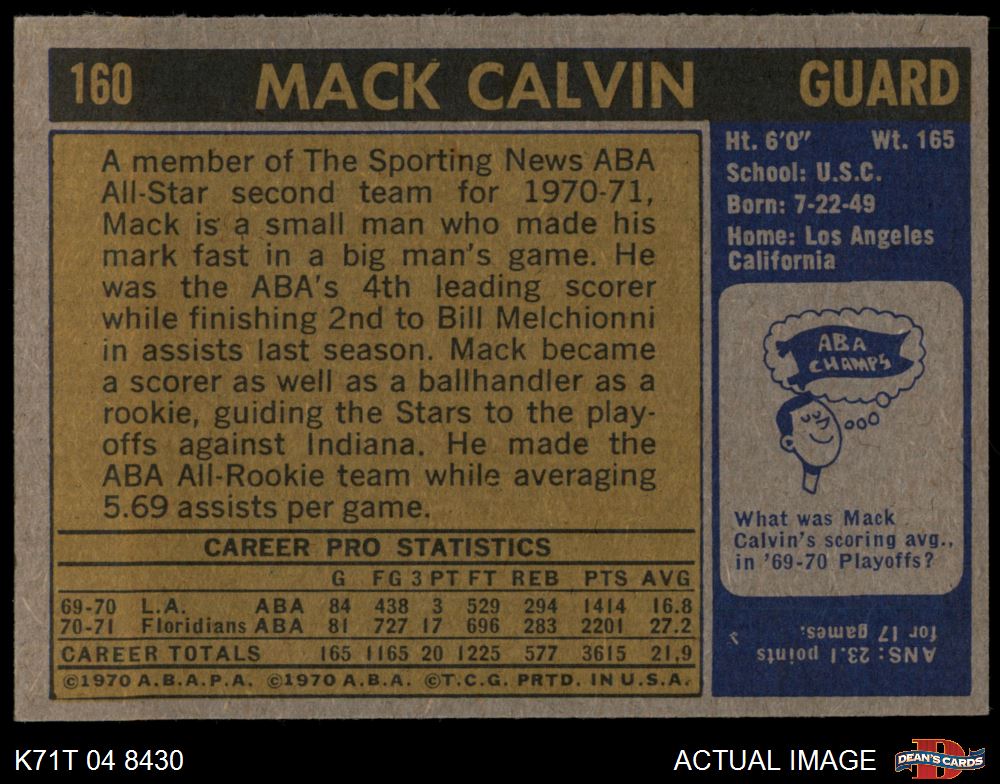 160 MACK CALVIN GUARD
A member of The Sporting News ABA
All-Star second team for 1970-71,
Mack is a small man who made his
mark fast in a big man's game. He
was the ABA's 4th leading scorer
while finishing 2nd to Bill Melchionni
in assists last season. Mack became
a scorer as well as a ballhandler as a
rookie, guiding the Stars to the play-
offs against Indiana. He made the
ABA All-Rookie team while averaging
5.69 assists per game.
CAREER PRO STATISTICS
G FG 3 PT FT REB PTS AVG
69-70 L.A. ABA 84 438 3 529 294 1414 16.8
70-71 Floridians ABA 81 727 17 696 283 2201 27.2
CAREER TOTALS 165 1165 20 1225 577 3615 21.9
©1970 A.B.A.P.A. ©1970 A.B.A. ©T.C.G. PRTD. IN U.S.A.
Ht. 6'0" Wt. 165
School: U.S.C.
Born: 7-22-49
Home: Los Angeles
California
ABA
CHAMPS
What was Mack
Calvin's scoring avg.,
in '69-70 Playoffs?
ANS: 23.1 points
for 17 games.
K71T 04 8430 ACTUAL IMAGE
DEAN'S CARDS